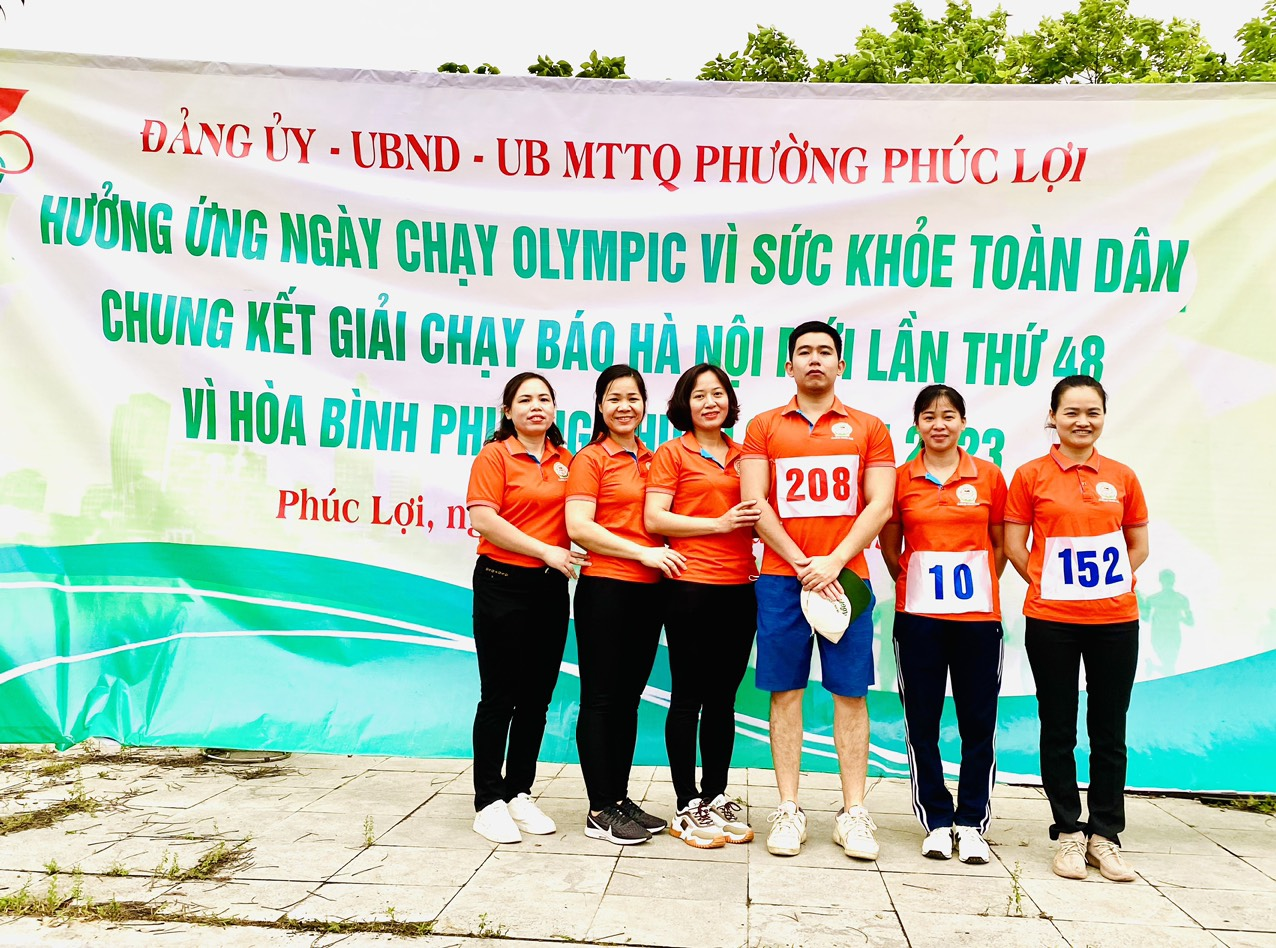 ĐẢNG ỦY - UBND - UB MTTQ PHƯỜNG PHÚC LỢI
HƯỞNG ỨNG NGÀY CHẠY OLYMPIC VÌ SỨC KHỎE TOÀN DÂN
CHUNG KẾT GIẢI CHẠY BÁO HÀ NỘI MỚI LẦN THỨ 48
VÌ HÒA BÌNH
Phúc Lợi,
208
10
152